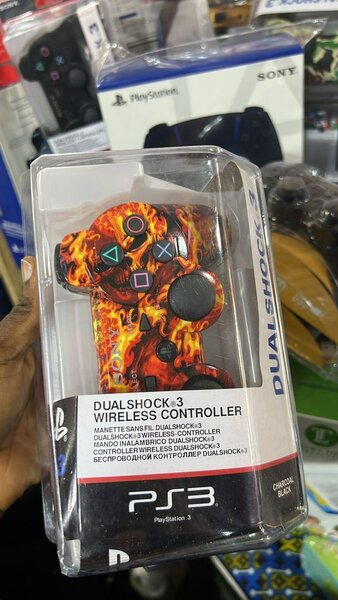 SONY
PlayStation
DUALSHOCK®3
DUALSHOCK®3
WIRELESS CONTROLLER
MANETTE SANS FIL DUALSHOCK®3
DUALSHOCK®3 WIRELESS-CONTROLLER
MANDO INALÁMBRICO DUALSHOCK®3
CONTROLLER WIRELESS DUALSHOCK®3
БЕСПРОВОДНОЙ КОНТРОЛЛЕР DUALSHOCK®3
PS3
PlayStation 3
CHARCOAL
BLACK